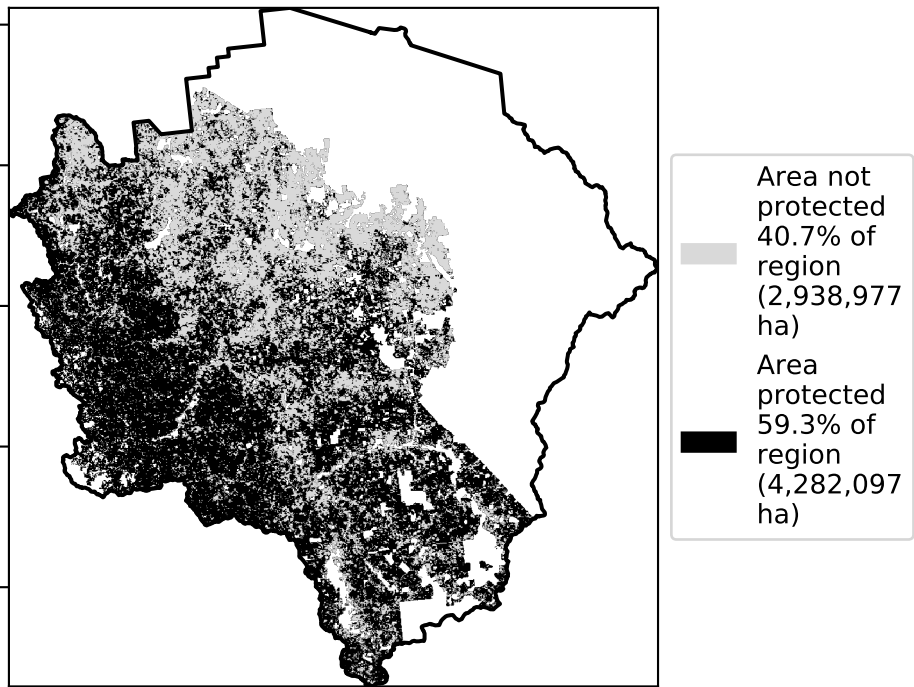 Area not
protected
40.7% of
region
(2,938,977
ha)
Area
protected
59.3% of
region
(4,282,097
ha)